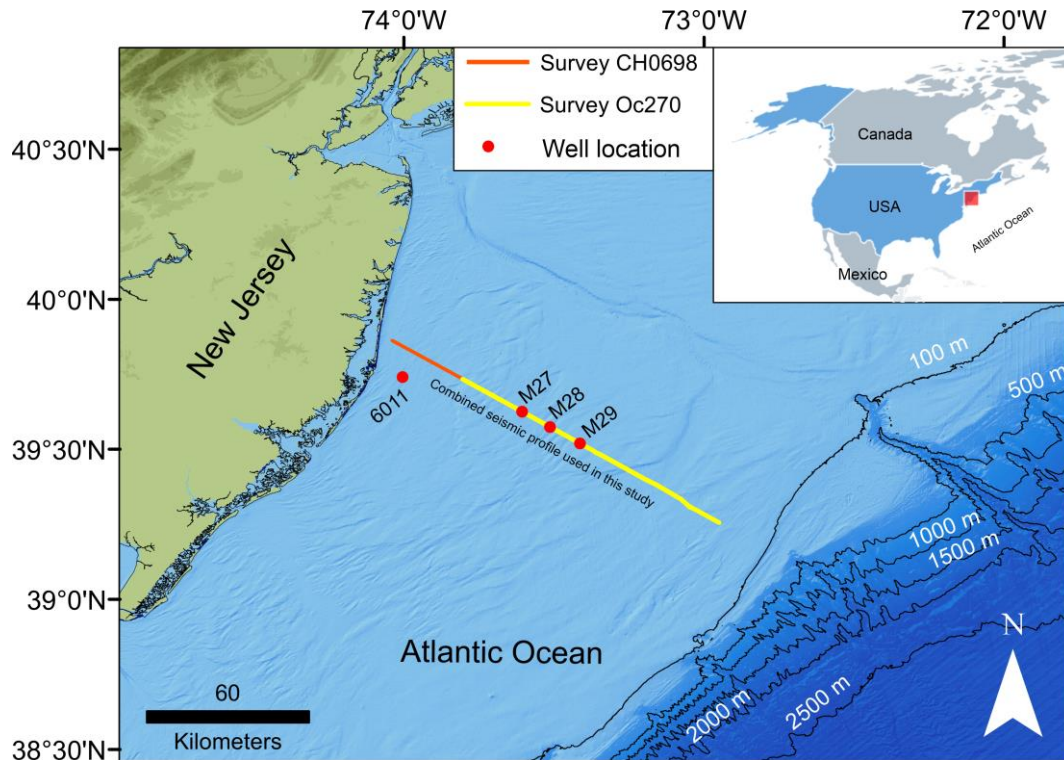 74°0'W
73°0'W
72°0'W
Survey CH0698
Survey Oc270
Well location
Canada
USA
Mexico
Atlantic Ocean
40°30'N
40°0'N
39°30'N
39°0'N
38°30'N
New Jersey
6011
M27
M28
M29
Combined seismic profile used in this study
100 m
500 m
1000 m
1500 m
2000 m
2500 m
Atlantic Ocean
60
Kilometers
N